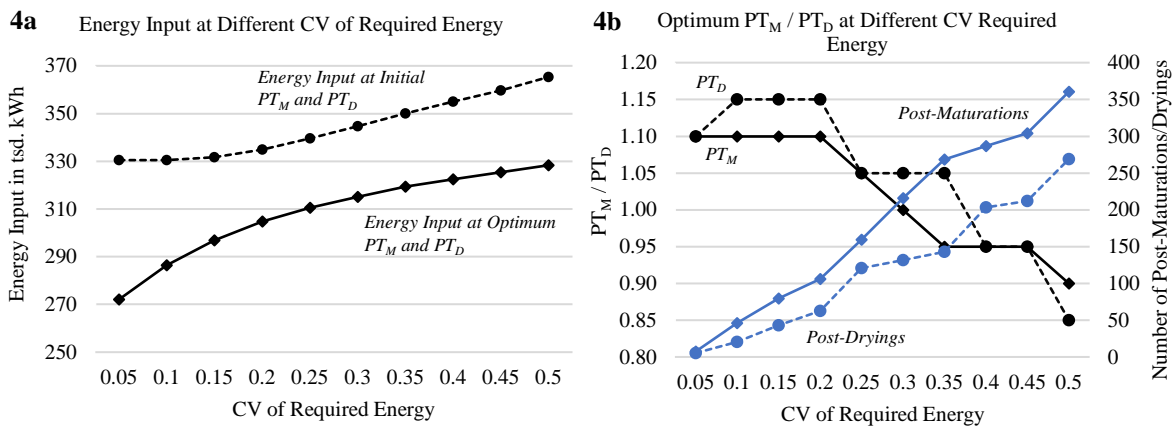 4a
Energy Input at Different CV of Required Energy
Energy Input in tsd. kWh
370
350
330
310
290
270
250
Energy Input at Initial
PTM and PTD
Energy Input at Optimum
PTM and PTD
0.05 0.1 0.15 0.2 0.25 0.3 0.35 0.4 0.45 0.5
CV of Required Energy
4b
Optimum PTM / PTD at Different CV Required
Energy
PTM / PTD
1.20
1.15
1.10
1.05
1.00
0.95
0.90
0.85
0.80
PTD
PTM
Post-Maturations
Post-Dryings
400
350
300
250
200
150
100
50
0
Number of Post-Maturations/Dryings
0.05 0.1 0.15 0.2 0.25 0.3 0.35 0.4 0.45 0.5
CV of Required Energy